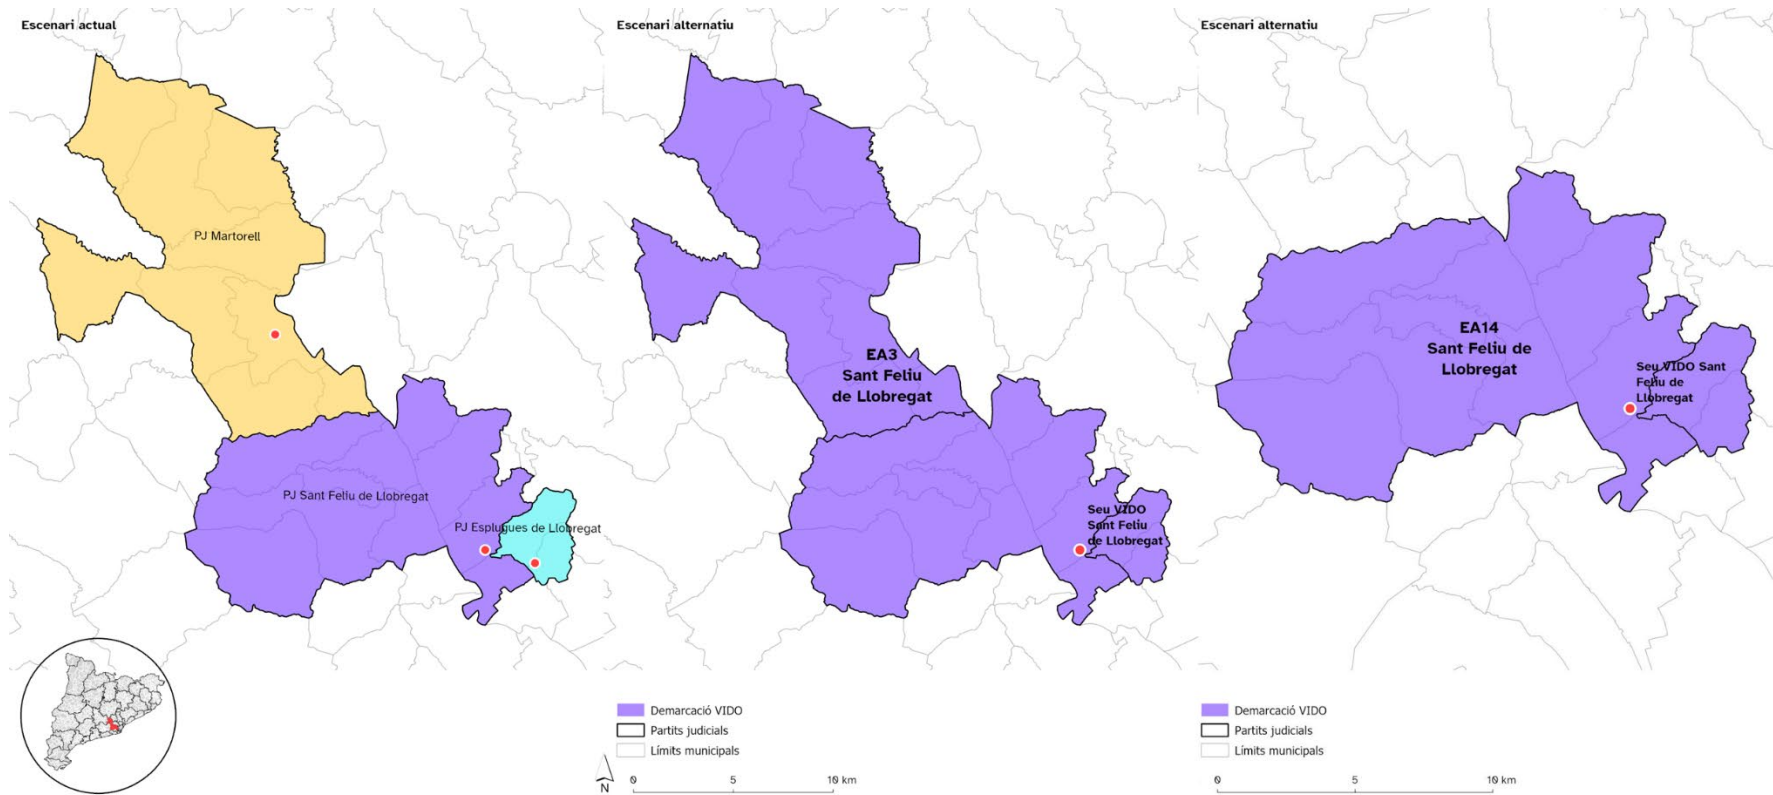 Escenari actual
PJ Martorell
PJ Sant Feliu de Llobregat
PJ Esplugues de Llobregat
Escenari alternatiu
EA3
Sant Feliu
de Llobregat
Seu VIDO
Sant Feliu
de Llobregat
Demarcació VIDO
Partits judicials
Límits municipals
N
0 5 10 km
Escenari alternatiu
EA14
Sant Feliu de
Llobregat
Seu VIDO Sant
Feliu de
Llobregat
Demarcació VIDO
Partits judicials
Límits municipals
0 5 10 km